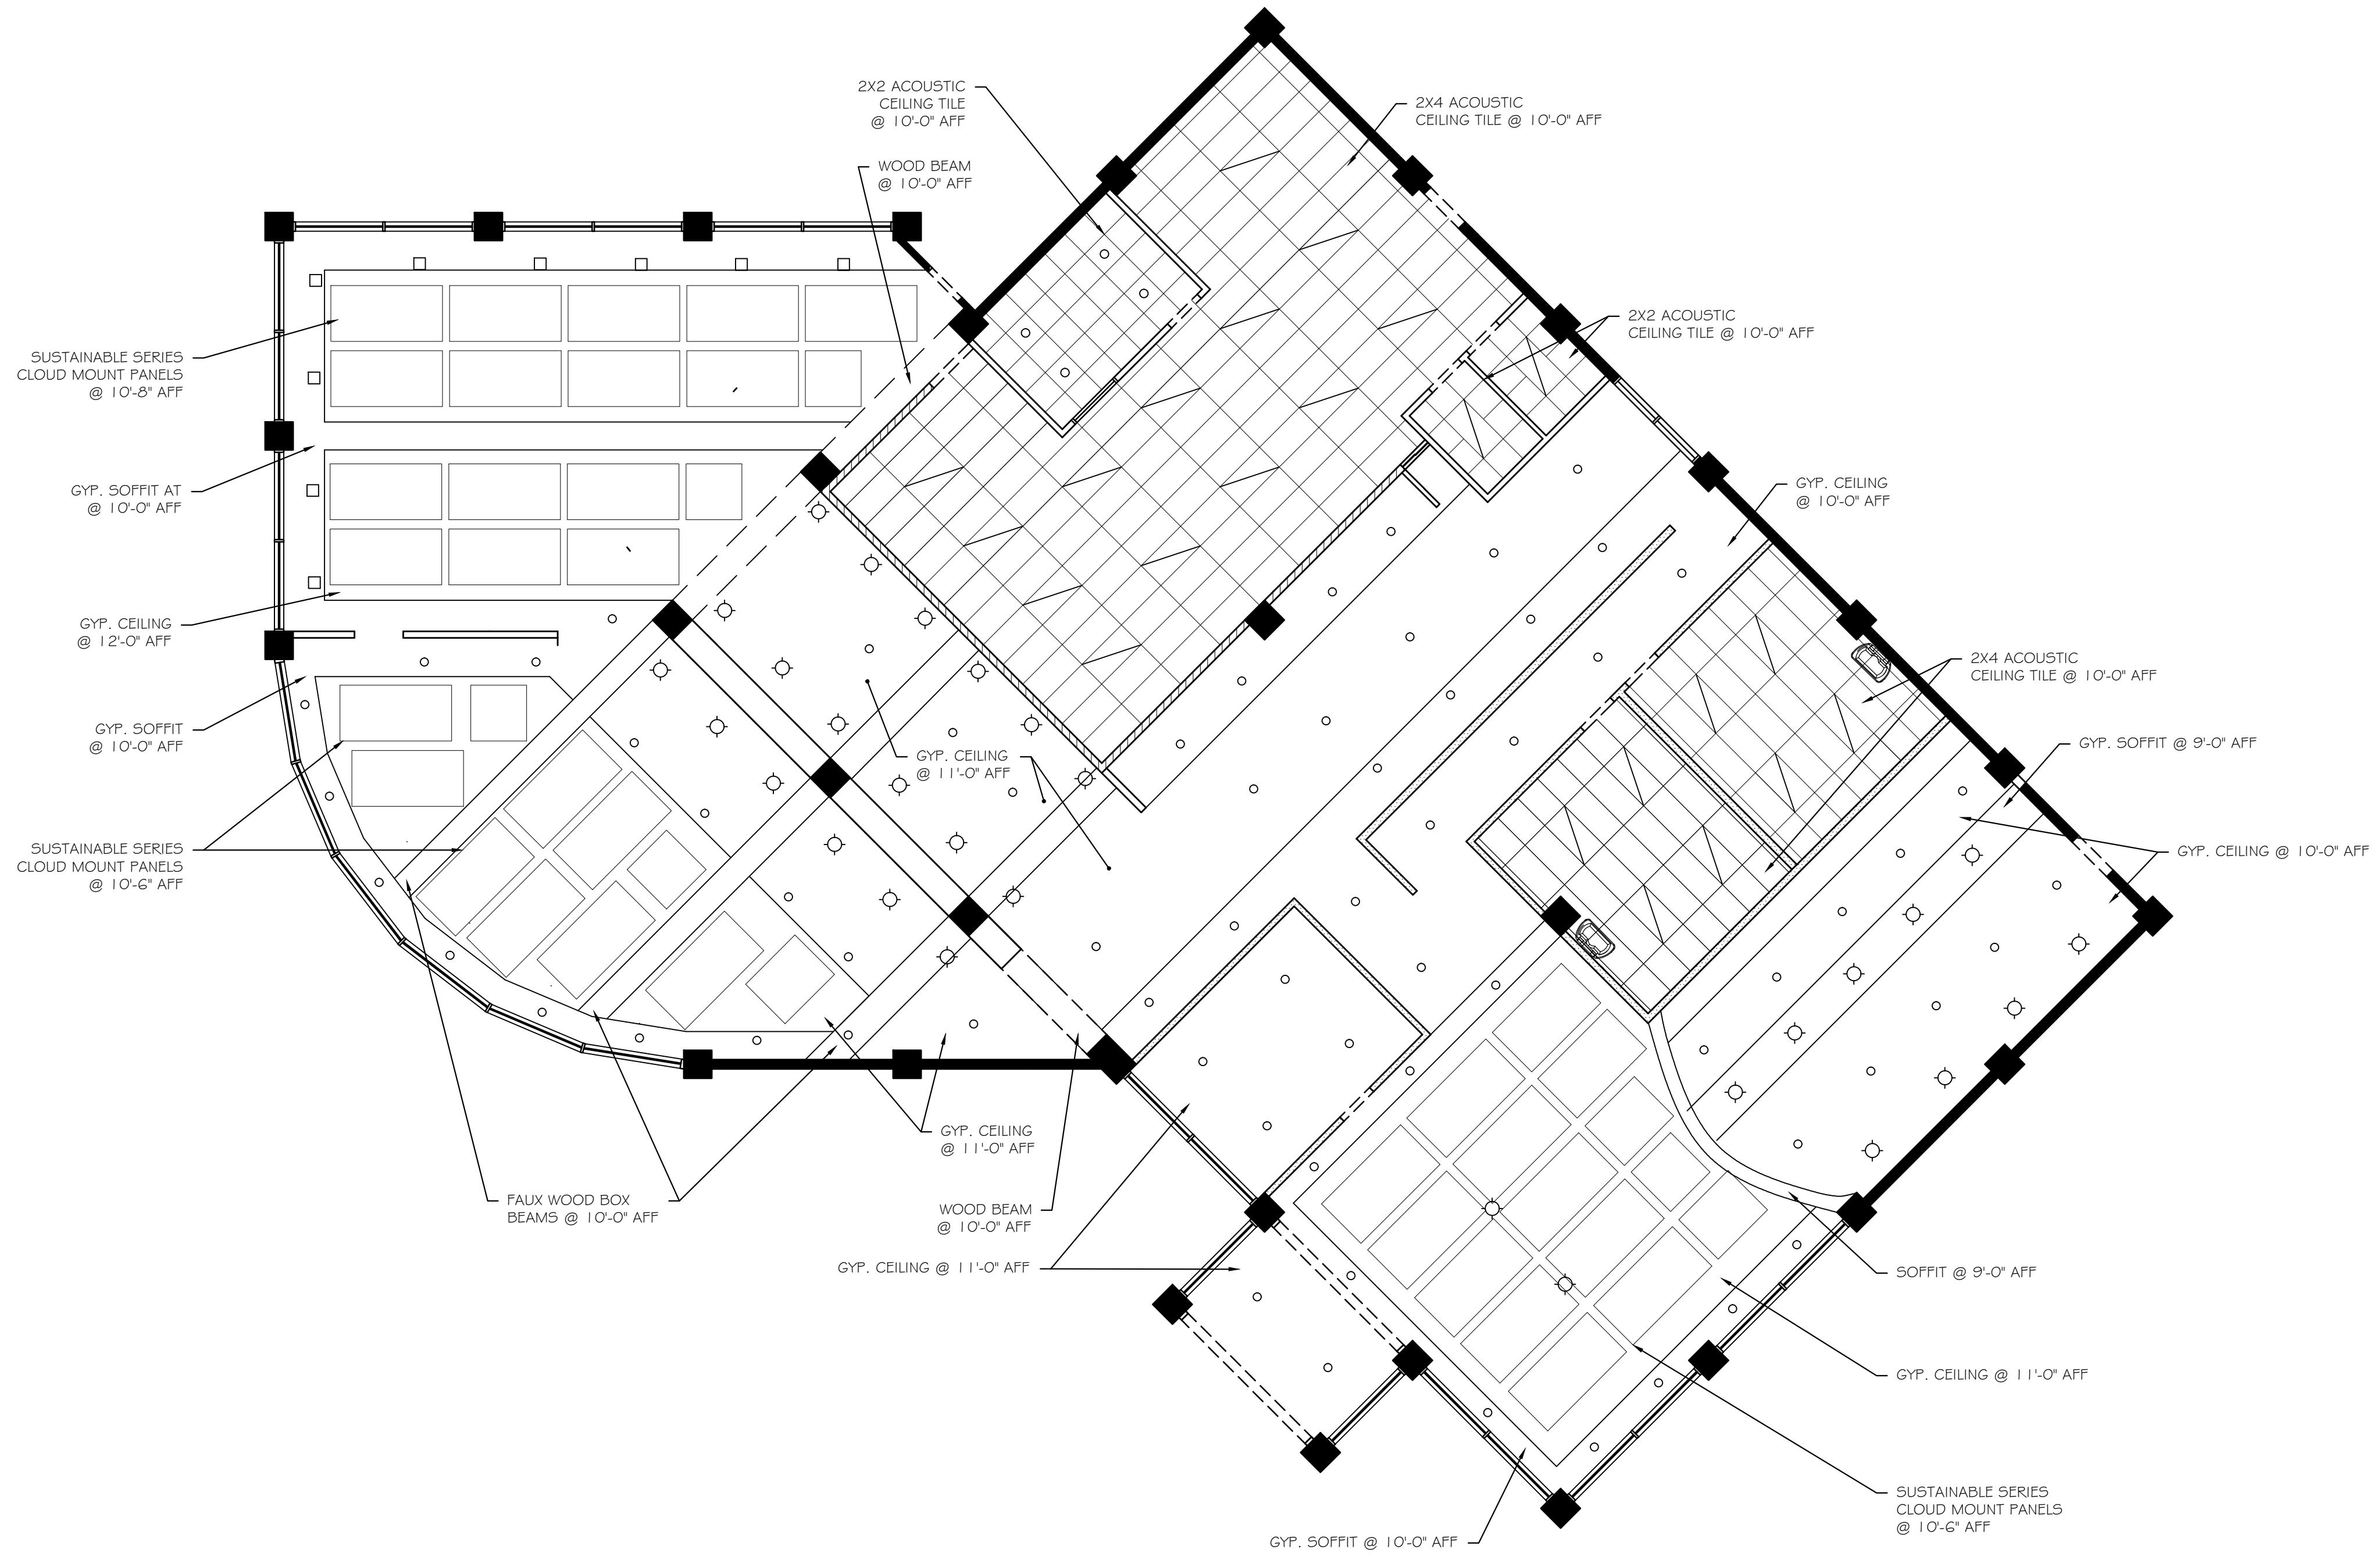 2X2 ACOUSTIC
CEILING TILE
@ 10'-0" AFF
2X4 ACOUSTIC
CEILING TILE @ 10'-0" AFF
WOOD BEAM
@ 10'-0" AFF
2X2 ACOUSTIC
CEILING TILE @ 10'-0" AFF
SUSTAINABLE SERIES
CLOUD MOUNT PANELS
@ 10'-8" AFF
GYP. SOFFIT AT
@ 10'-0" AFF
GYP. CEILING
@ 10'-0" AFF
GYP. CEILING
@ 12'-0" AFF
2X4 ACOUSTIC
CEILING TILE @ 10'-0" AFF
GYP. SOFFIT
@ 10'-0" AFF
GYP. CEILING
@ 11'-0" AFF
GYP. SOFFIT @ 9'-0" AFF
SUSTAINABLE SERIES
CLOUD MOUNT PANELS
@ 10'-6" AFF
GYP. CEILING @ 10'-0" AFF
GYP. CEILING
@ 11'-0" AFF
FAUX WOOD BOX
BEAMS @ 10'-0" AFF
WOOD BEAM
@ 10'-0" AFF
GYP. CEILING @ 11'-0" AFF
SOFFIT @ 9'-0" AFF
GYP. CEILING @ 11'-0" AFF
SUSTAINABLE SERIES
CLOUD MOUNT PANELS
@ 10'-6" AFF
GYP. SOFFIT @ 10'-0" AFF